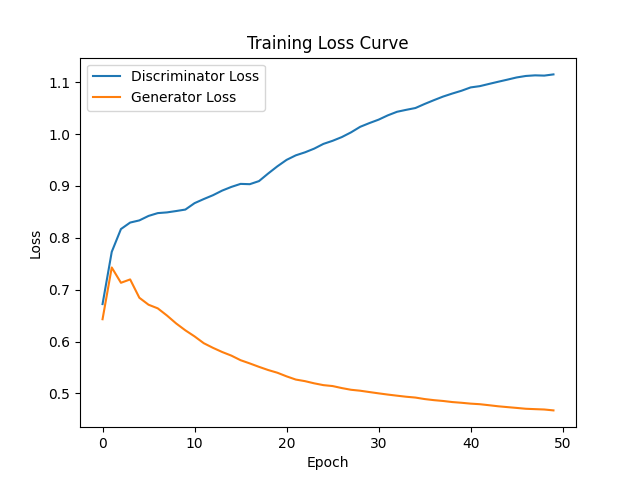 Training Loss Curve
Discriminator Loss
Generator Loss
Loss
1.1
1.0
0.9
0.8
0.7
0.6
0.5
0 10 20 30 40 50
Epoch